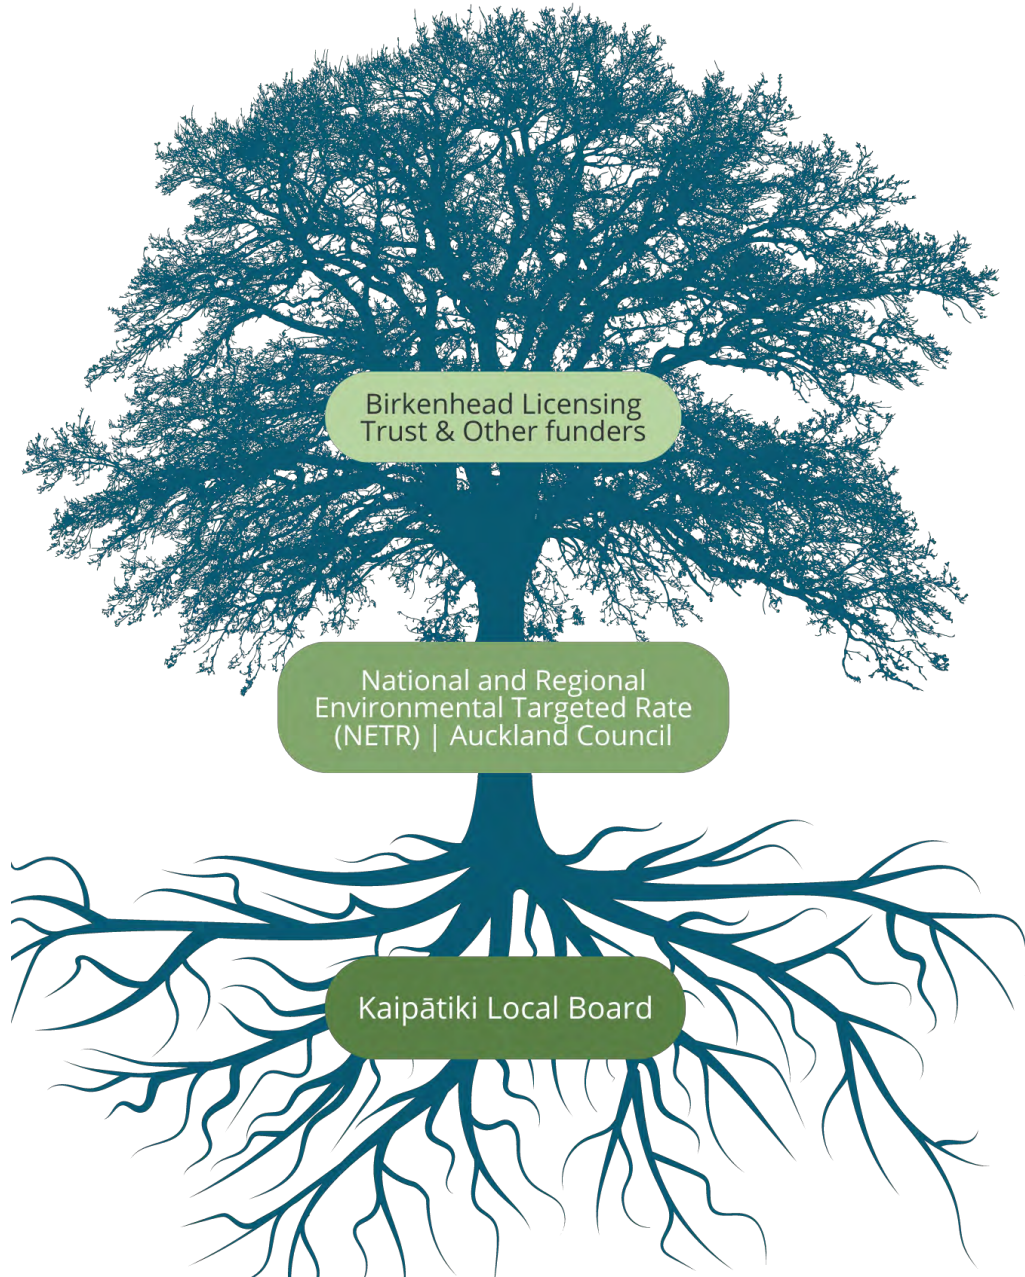 Birkenhead Licensing
Trust & Other funders
National and Regional
Environmental Targeted Rate
(NETR) | Auckland Council
Kaipātiki Local Board